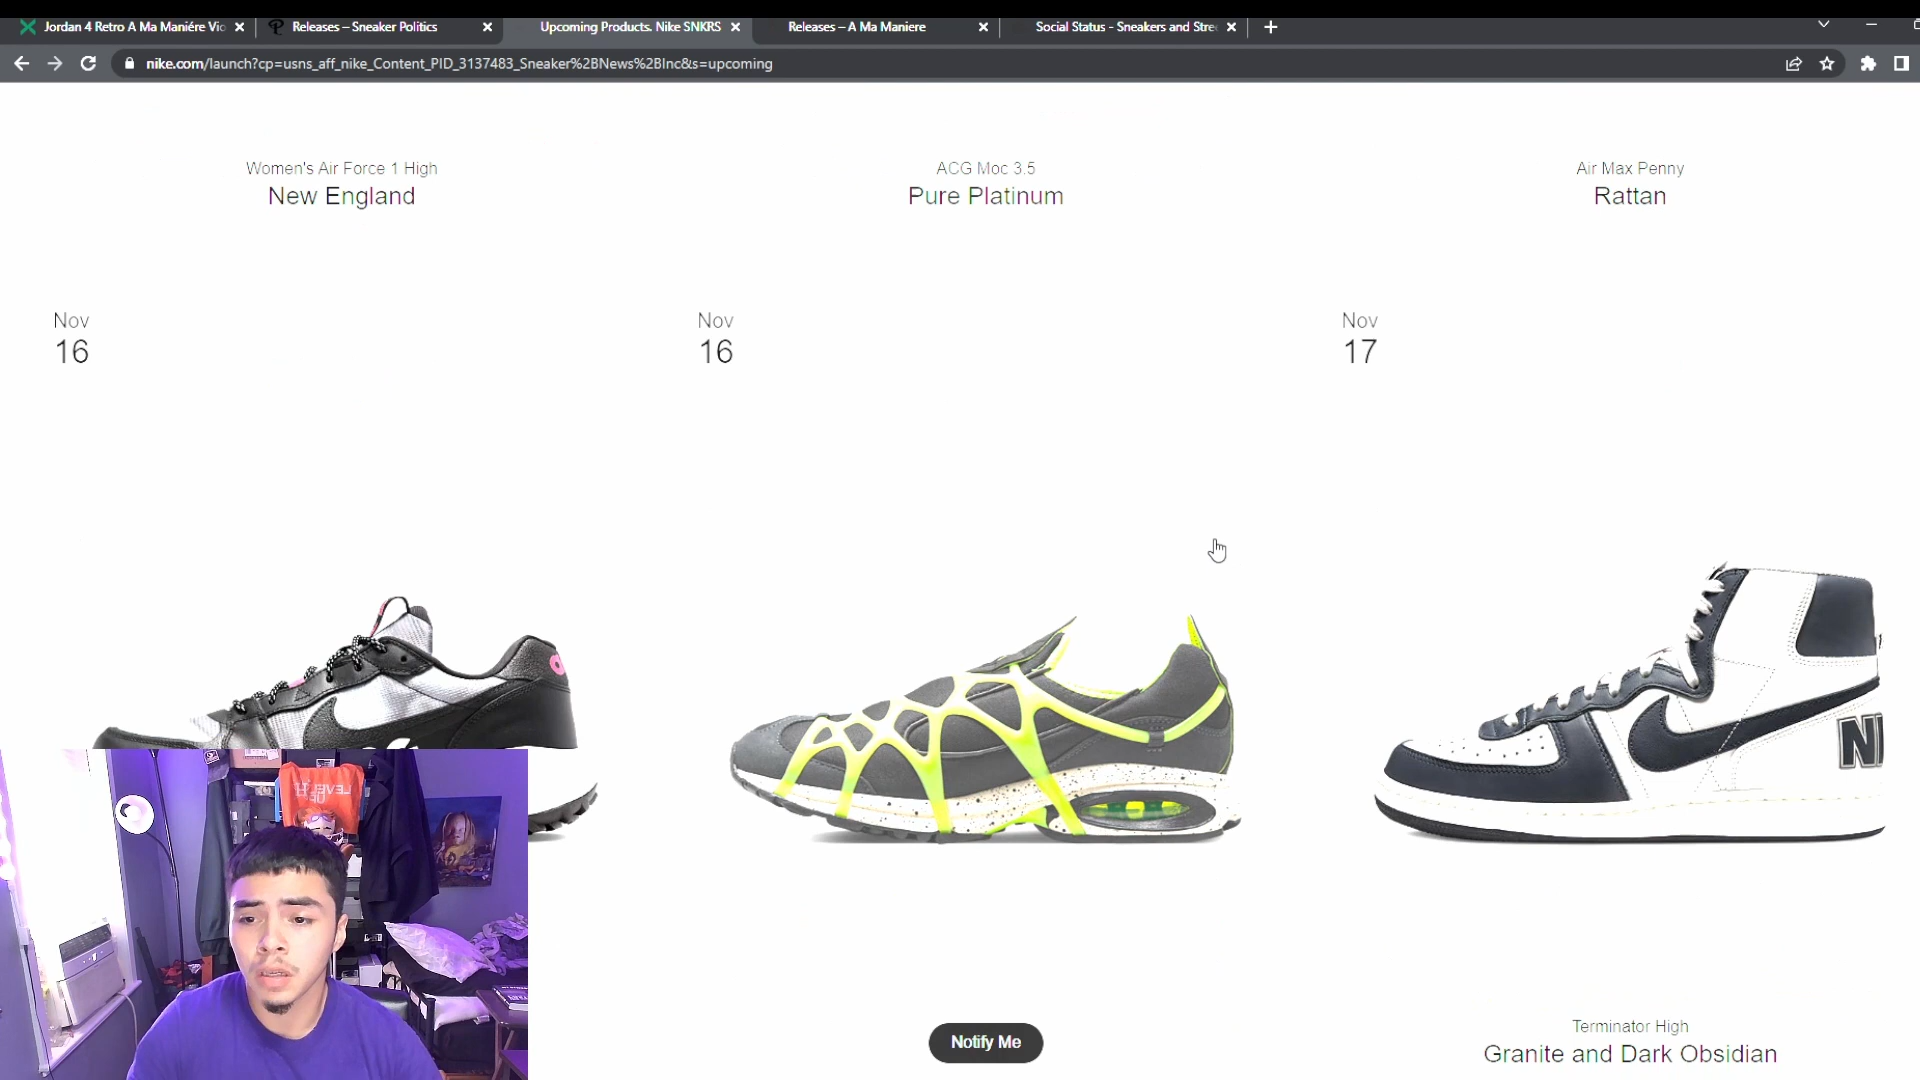 Jordan 4 Retro A Ma Maniére Vio
Releases – Sneaker Politics
Upcoming Products. Nike SNKRS
Releases – A Ma Maniere
Social Status - Sneakers and Stre
nike.com/launch?cp=usns_aff_nike_Content_PID_3137483_Sneaker%2BNews%2BInc&s=upcoming
Women's Air Force 1 High
New England
ACG Moc 3.5
Pure Platinum
Air Max Penny
Rattan
Nov
16
Nov
16
Nov
17
Notify Me
Terminator High
Granite and Dark Obsidian